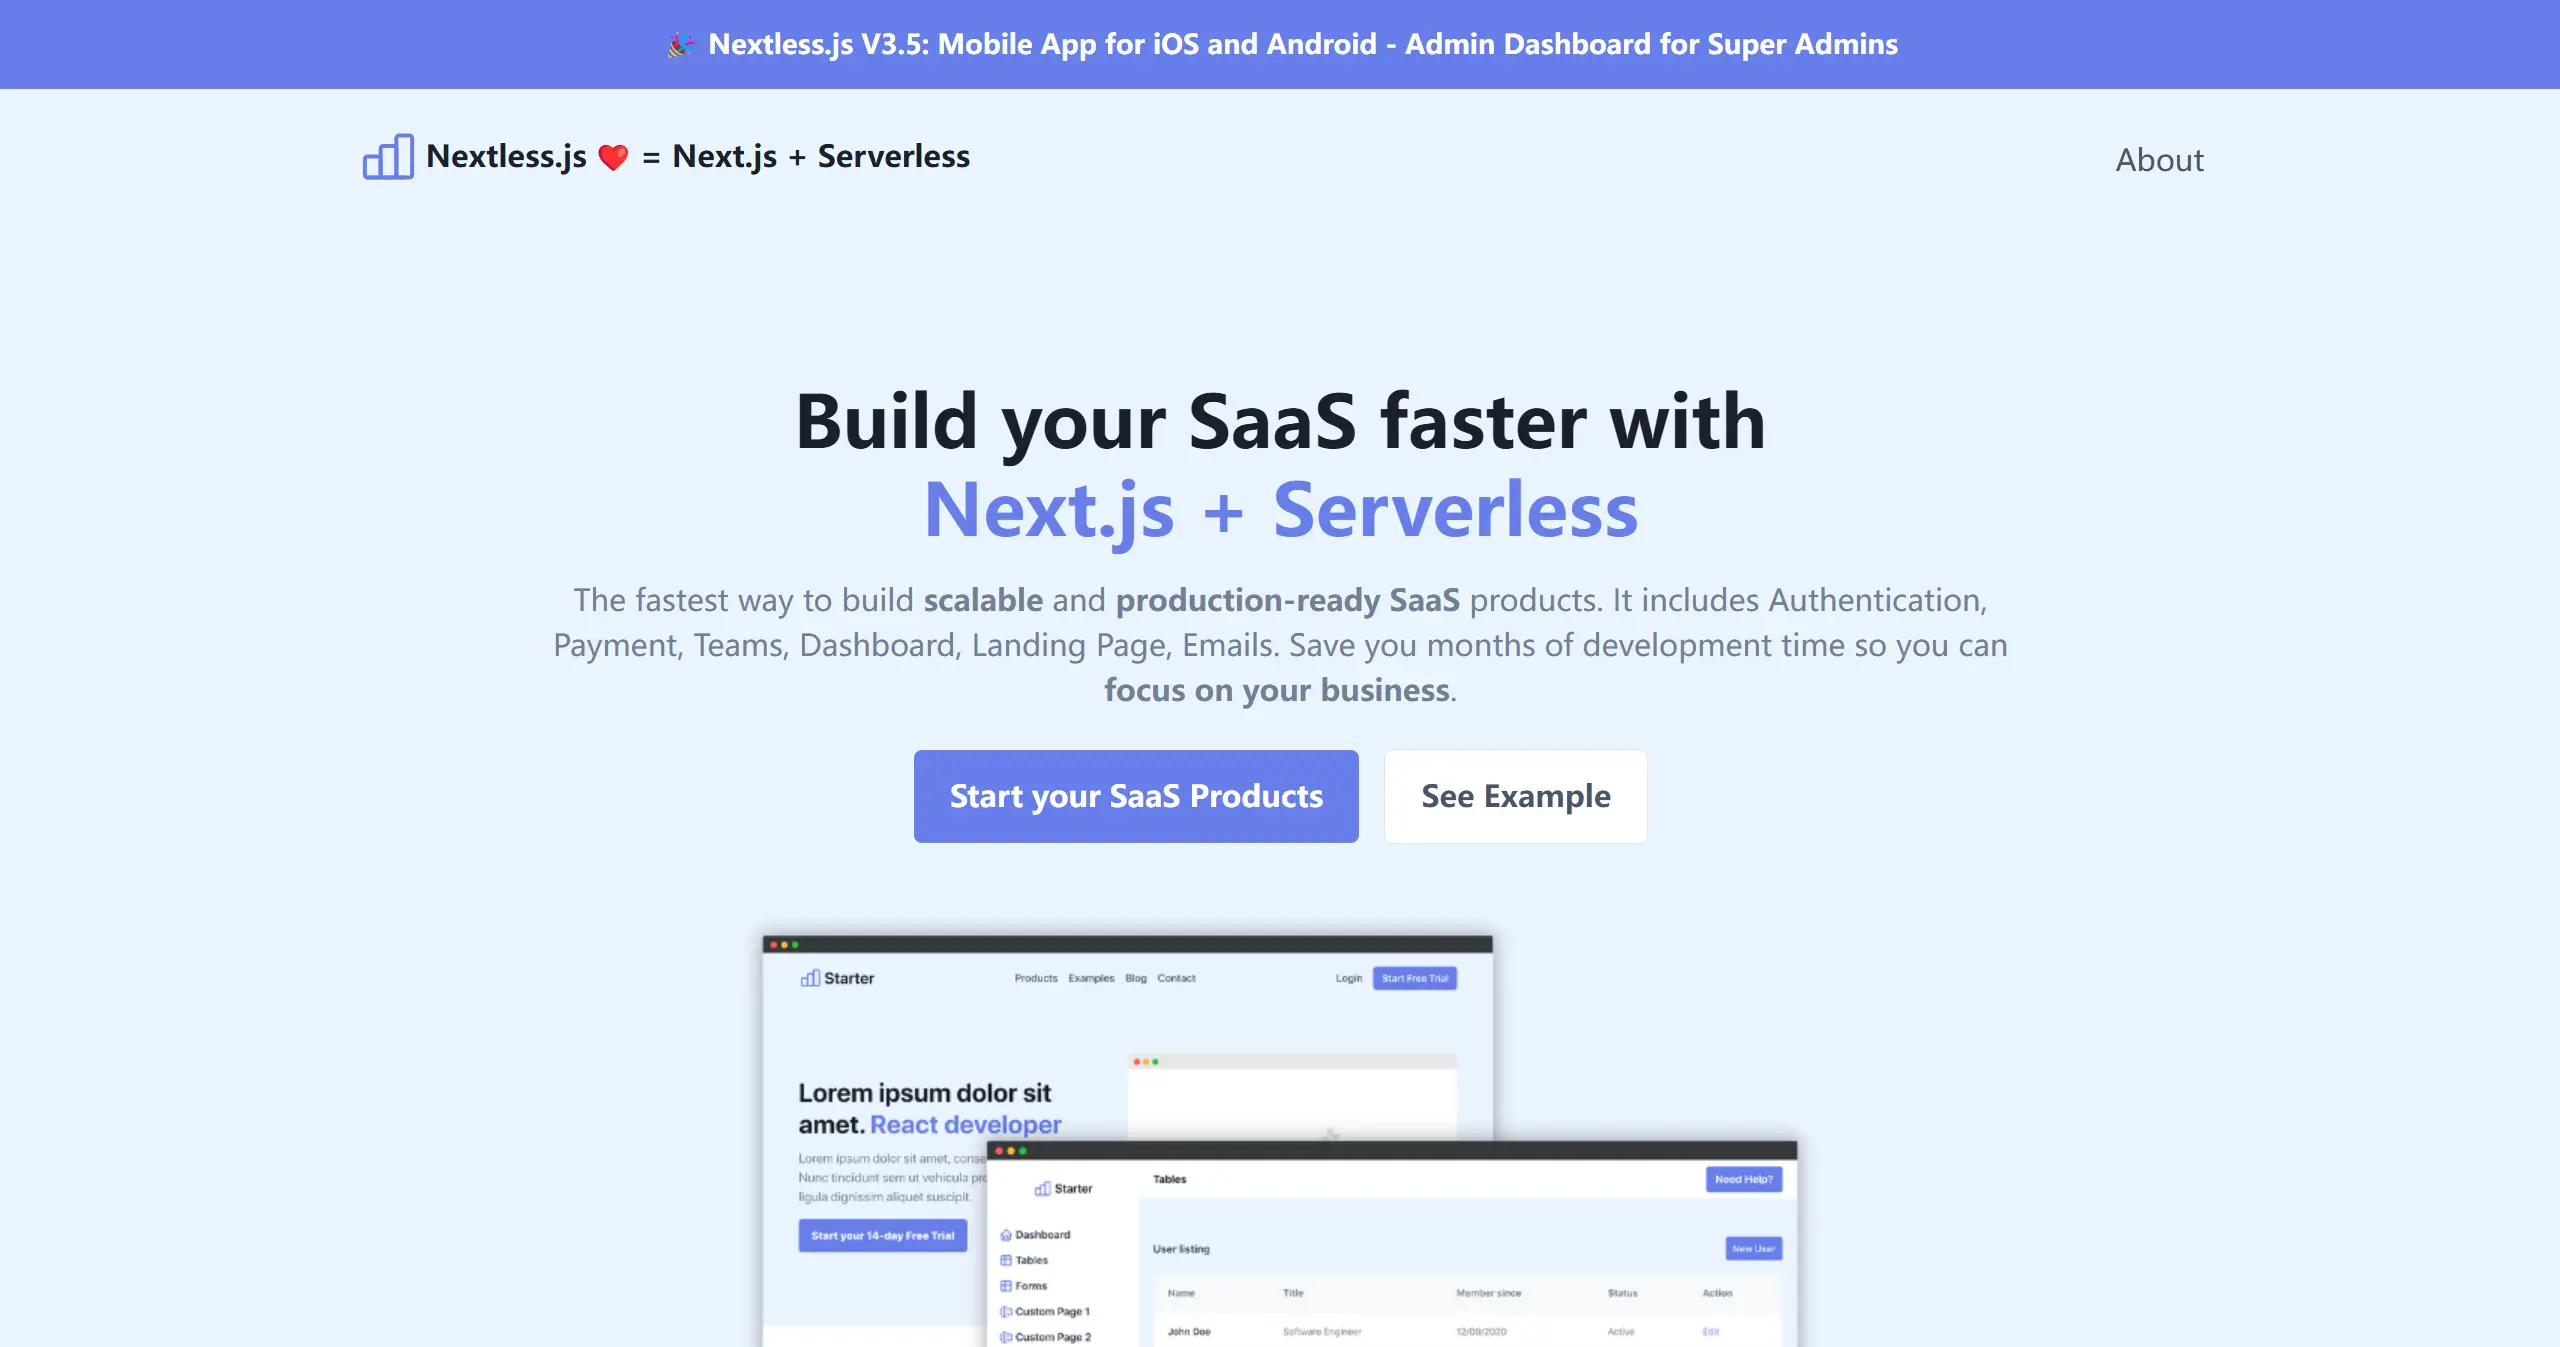 🎉 Nextless.js V3.5: Mobile App for iOS and Android - Admin Dashboard for Super Admins
Nextless.js ❤️ = Next.js + Serverless
About
Build your SaaS faster with
Next.js + Serverless
The fastest way to build scalable and production-ready SaaS products. It includes Authentication,
Payment, Teams, Dashboard, Landing Page, Emails. Save you months of development time so you can
focus on your business.
Start your SaaS Products
See Example
Starter
Products Examples Blog Contact
Login
Start Free Trial
Lorem ipsum dolor sit
amet. React developer
Lorem ipsum dolor sit amet,
Nunc tincidunt sem ut vehicula
ligula dignissim aliquet suscipit.
Start your 14-day Free Trial
Starter
Dashboard
Tables
Forms
Custom Page 1
Custom Page 2
Tables
Need Help?
User listing
New User
Name Title Member since Status Action
John Doe Software Engineer 12/09/2020 Active Edit